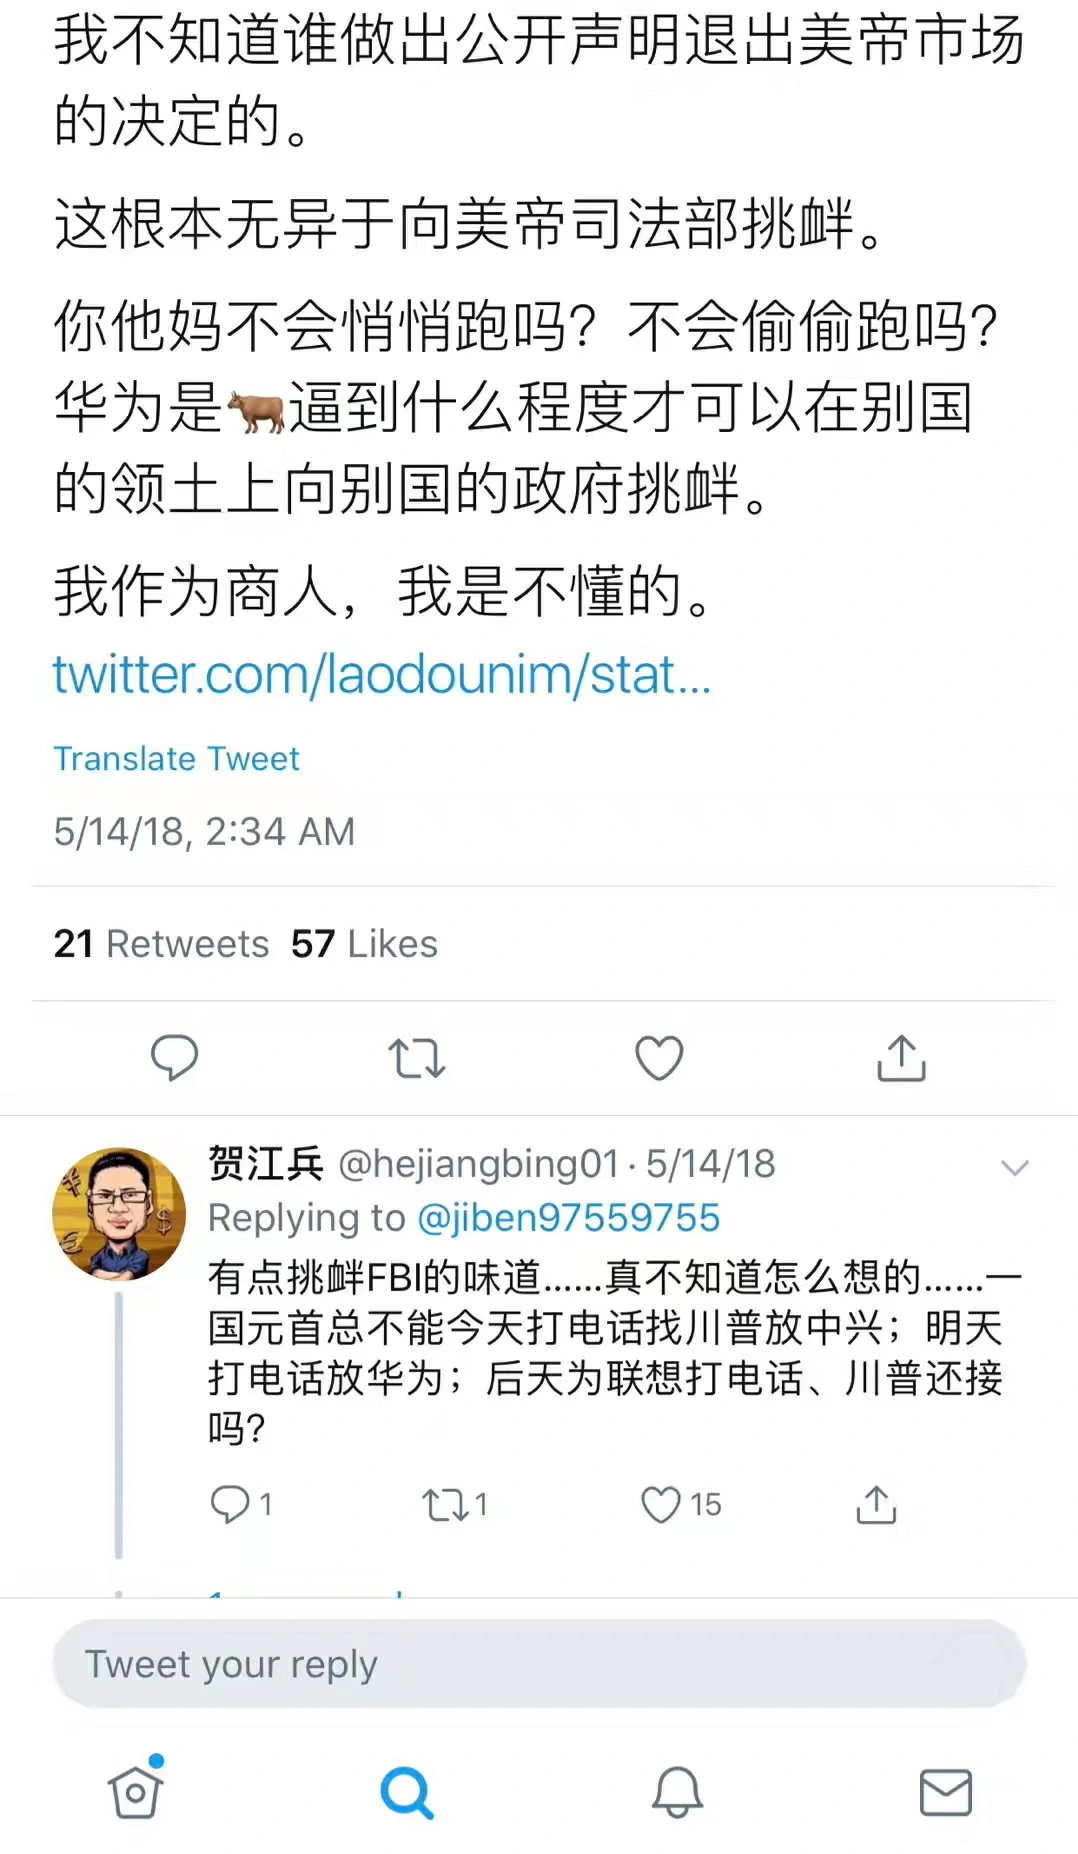 我不知道谁做出公开声明退出美帝市场
的决定的。
这根本无异于向美帝司法部挑衅。
你他妈不会悄悄跑吗？不会偷偷跑吗？
华为是🐂逼到什么程度才可以在别国
的领土上向别国的政府挑衅。
我作为商人，我是不懂的。
twitter.com/laodounim/stat...
Translate Tweet
5/14/18, 2:34 AM
21 Retweets 57 Likes
贺江兵 @hejiangbing01 · 5/14/18
Replying to @jiben97559755
有点挑衅FBI的味道......真不知道怎么想的......一
国元首总不能今天打电话找川普放中兴；明天
打电话放华为；后天为联想打电话、川普还接
吗？
1 1 15
Tweet your reply